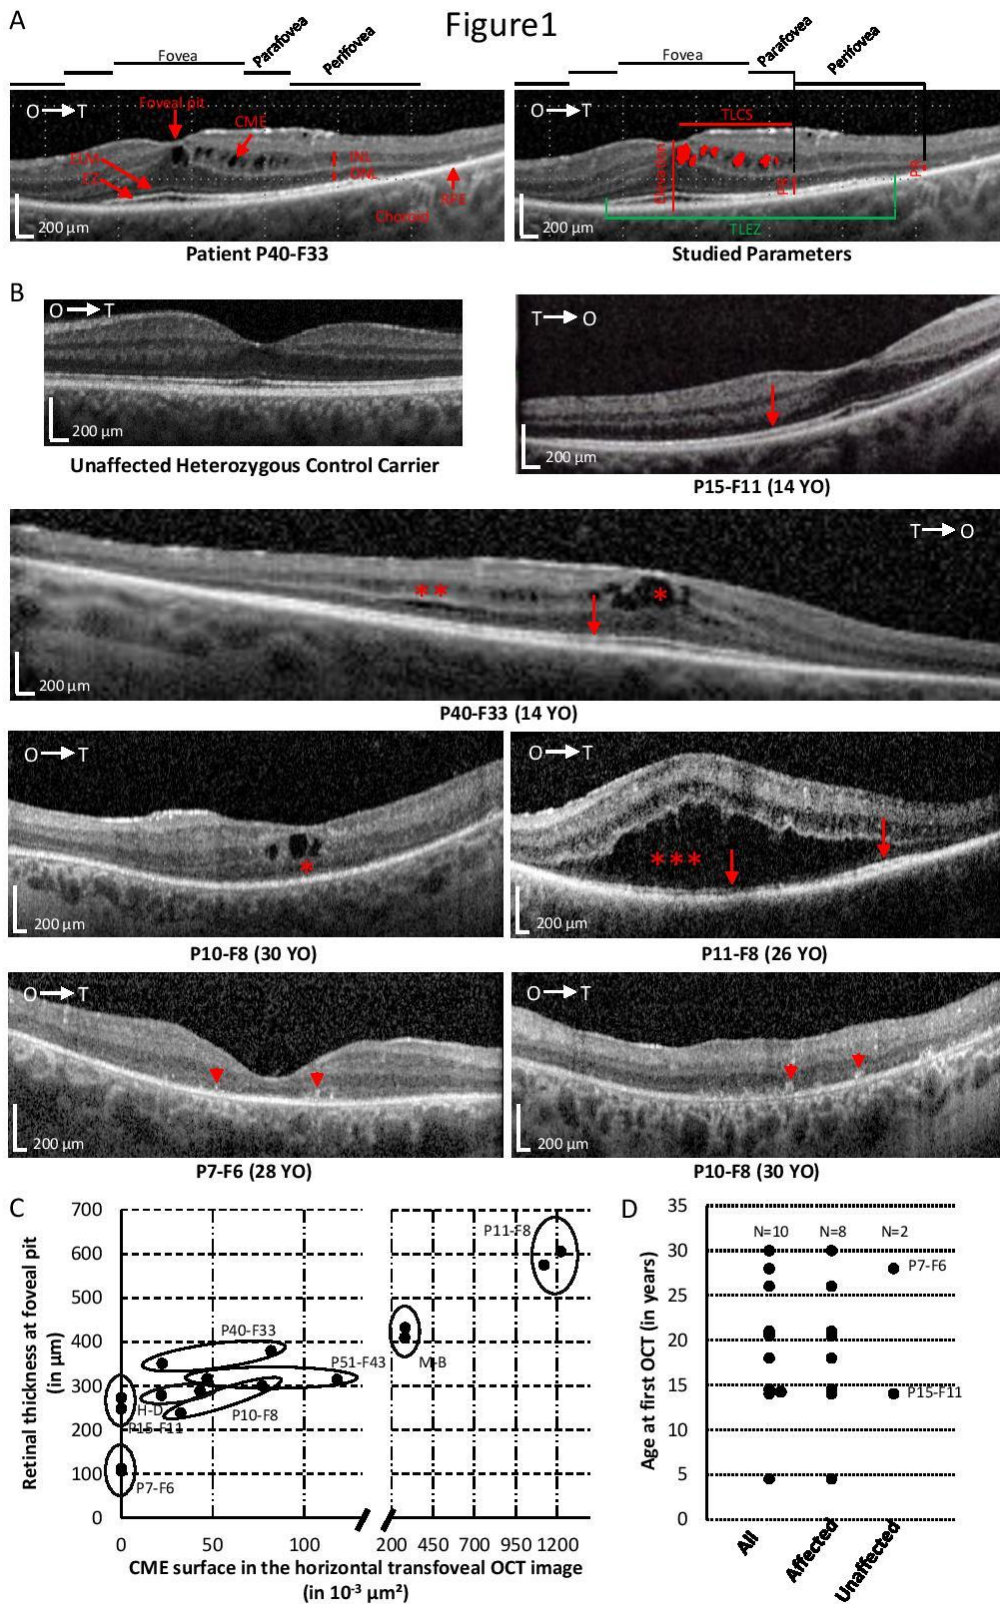 Figure1
A
Fovea
Parafovea
Perifovea
O T
Foveal pit
CME
ELM
EZ
INL
ONL
RPE
Choroid
200 µm
Patient P40-F33
Fovea
Parafovea
Perifovea
O T
TLCS
TLEZ
200 µm
Studied Parameters
B
O T
200 µm
Unaffected Heterozygous Control Carrier
T O
200 µm
P15-F11 (14 YO)
T O
**
*
200 µm
P40-F33 (14 YO)
O T
*
200 µm
P10-F8 (30 YO)
O T
***
200 µm
P11-F8 (26 YO)
O T
200 µm
P7-F6 (28 YO)
O T
200 µm
P10-F8 (30 YO)
C
Retinal thickness at foveal pit
(in µm)
700
600
500
400
300
200
100
0
P11-F8
P40-F33
M-B
P51-F43
H-D
P15-F11
P10-F8
P7-F6
0 50 100 200 450 700 950 1200
CME surface in the horizontal transfoveal OCT image
(in 10⁻³ µm²)
D
Age at first OCT (in years)
35
30
25
20
15
10
5
0
N=10 N=8 N=2
P7-F6
P15-F11
All
Affected
Unaffected